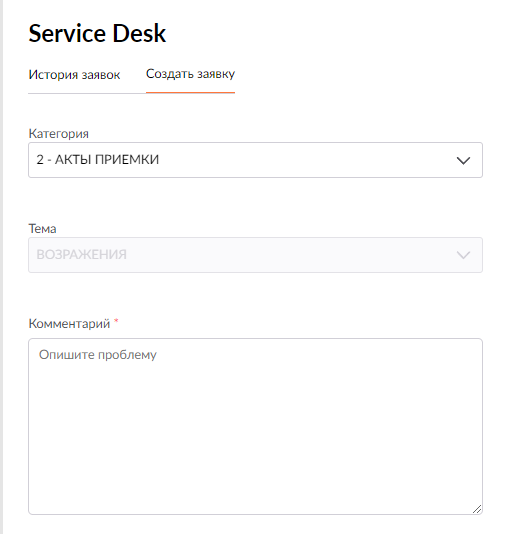 Service Desk
История заявок Создать заявку
Категория
2 - АКТЫ ПРИЕМКИ
Тема
ВОЗРАЖЕНИЯ
Комментарий *
Опишите проблему